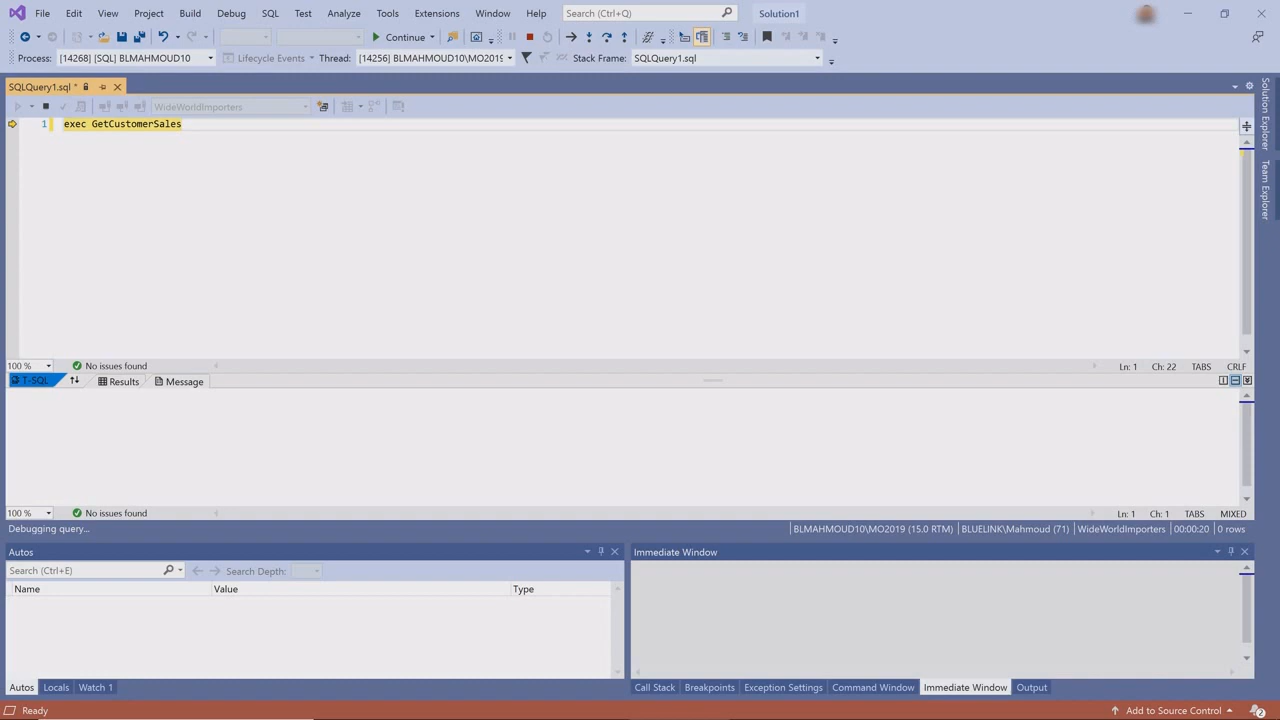 File Edit View Project Build Debug SQL Test Analyze Tools Extensions Window Help Search (Ctrl+Q) Solution1
Continue
Process: [14268] [SQL] BLMAHMOUD10 Lifecycle Events Thread: [14256] BLMAHMOUD10\MO2019 Stack Frame: SQLQuery1.sql
SQLQuery1.sql *
WideWorldImporters
1 exec GetCustomerSales
Solution Explorer
Team Explorer
100 % No issues found Ln: 1 Ch: 22 TABS CRLF
T-SQL Results Message
100 % No issues found Ln: 1 Ch: 1 TABS MIXED
Debugging query... BLMAHMOUD10\MO2019 (15.0 RTM) BLUELINK\Mahmoud (71) WideWorldImporters 00:00:20 0 rows
Autos
Search (Ctrl+E) Search Depth:
Name Value Type
Autos Locals Watch 1
Immediate Window
Call Stack Breakpoints Exception Settings Command Window Immediate Window Output
Ready Add to Source Control 2